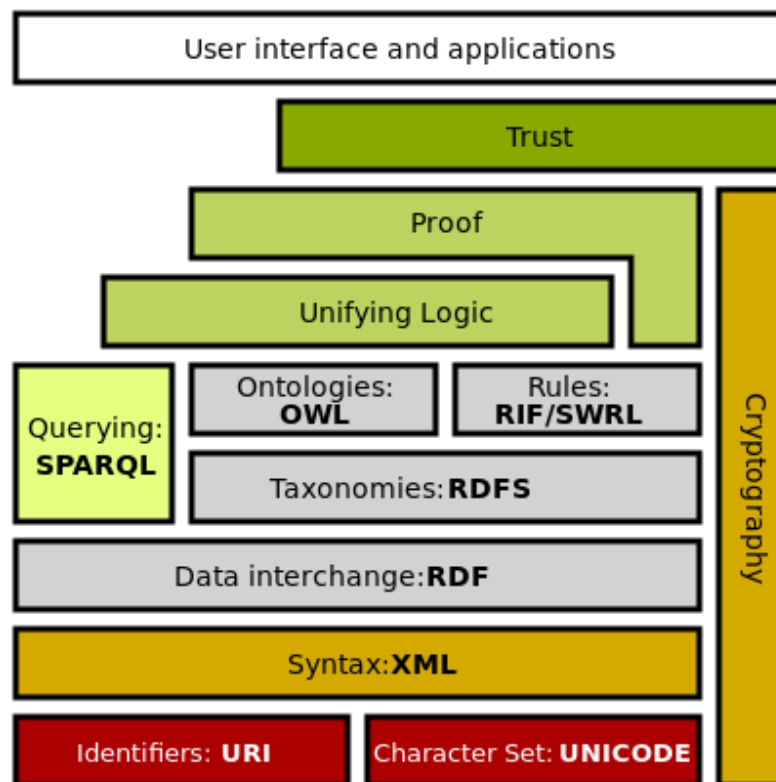 User interface and applications
Trust
Proof
Unifying Logic
Ontologies:
OWL
Rules:
RIF/SWRL
Querying:
SPARQL
Taxonomies: RDFS
Cryptography
Data interchange:RDF
Syntax:XML
Identifiers: URI
Character Set: UNICODE